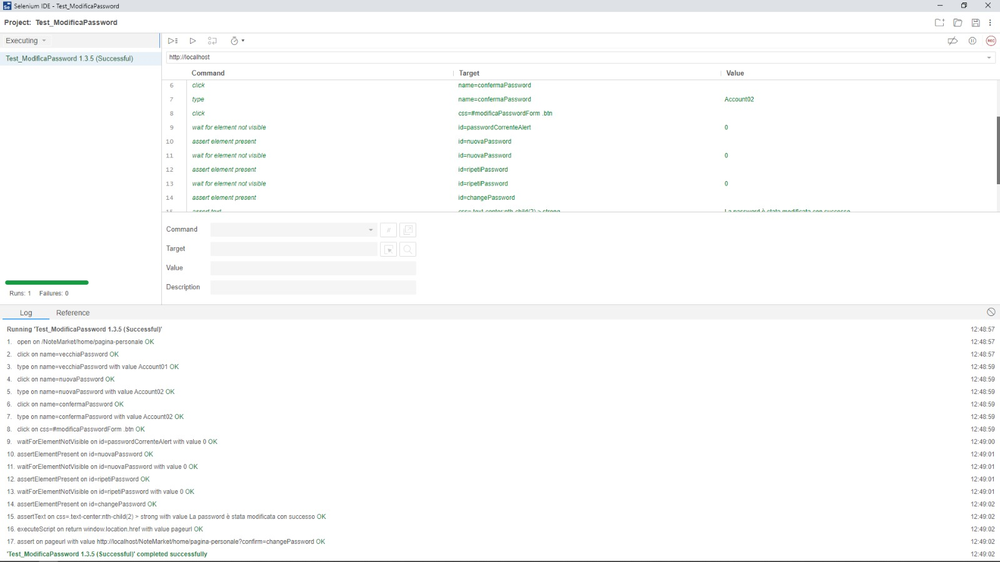 Selenium IDE - Test_ModificaPassword
Project: Test_ModificaPassword
Executing
http://localhost
Test_ModificaPassword 1.3.5 (Successful)
Command Target Value
6 click name=confermaPassword
7 type name=confermaPassword Account02
8 click css=#modificaPasswordForm .btn
9 wait for element not visible id=passwordCorrenteAlert 0
10 assert element present id=nuovaPassword
11 wait for element not visible id=nuovaPassword 0
12 assert element present id=ripetiPassword
13 wait for element not visible id=ripetiPassword 0
14 assert element present id=changePassword
15 assert text css=.text-center:nth-child(2) > strong La password è stata modificata con successo
Command //
Target
Value
Description
Runs: 1 Failures: 0
Log Reference
Running 'Test_ModificaPassword 1.3.5 (Successful)' 12:48:57
1. open on /NoteMarket/home/pagina-personale OK 12:48:57
2. click on name=vecchiaPassword OK 12:48:57
3. type on name=vecchiaPassword with value Account01 OK 12:48:59
4. click on name=nuovaPassword OK 12:48:59
5. type on name=nuovaPassword with value Account02 OK 12:48:59
6. click on name=confermaPassword OK 12:48:59
7. type on name=confermaPassword with value Account02 OK 12:48:59
8. click on css=#modificaPasswordForm .btn OK 12:48:59
9. waitForElementNotVisible on id=passwordCorrenteAlert with value 0 OK 12:49:00
10. assertElementPresent on id=nuovaPassword OK 12:49:01
11. waitForElementNotVisible on id=nuovaPassword with value 0 OK 12:49:01
12. assertElementPresent on id=ripetiPassword OK 12:49:01
13. waitForElementNotVisible on id=ripetiPassword with value 0 OK 12:49:01
14. assertElementPresent on id=changePassword OK 12:49:02
15. assertText on css=.text-center:nth-child(2) > strong with value La password è stata modificata con successo OK 12:49:02
16. executeScript on return window.location.href with value pageurl OK 12:49:02
17. assert on pageurl with value http://localhost/NoteMarket/home/pagina-personale?confirm=changePassword OK 12:49:02
'Test_ModificaPassword 1.3.5 (Successful)' completed successfully 12:49:02